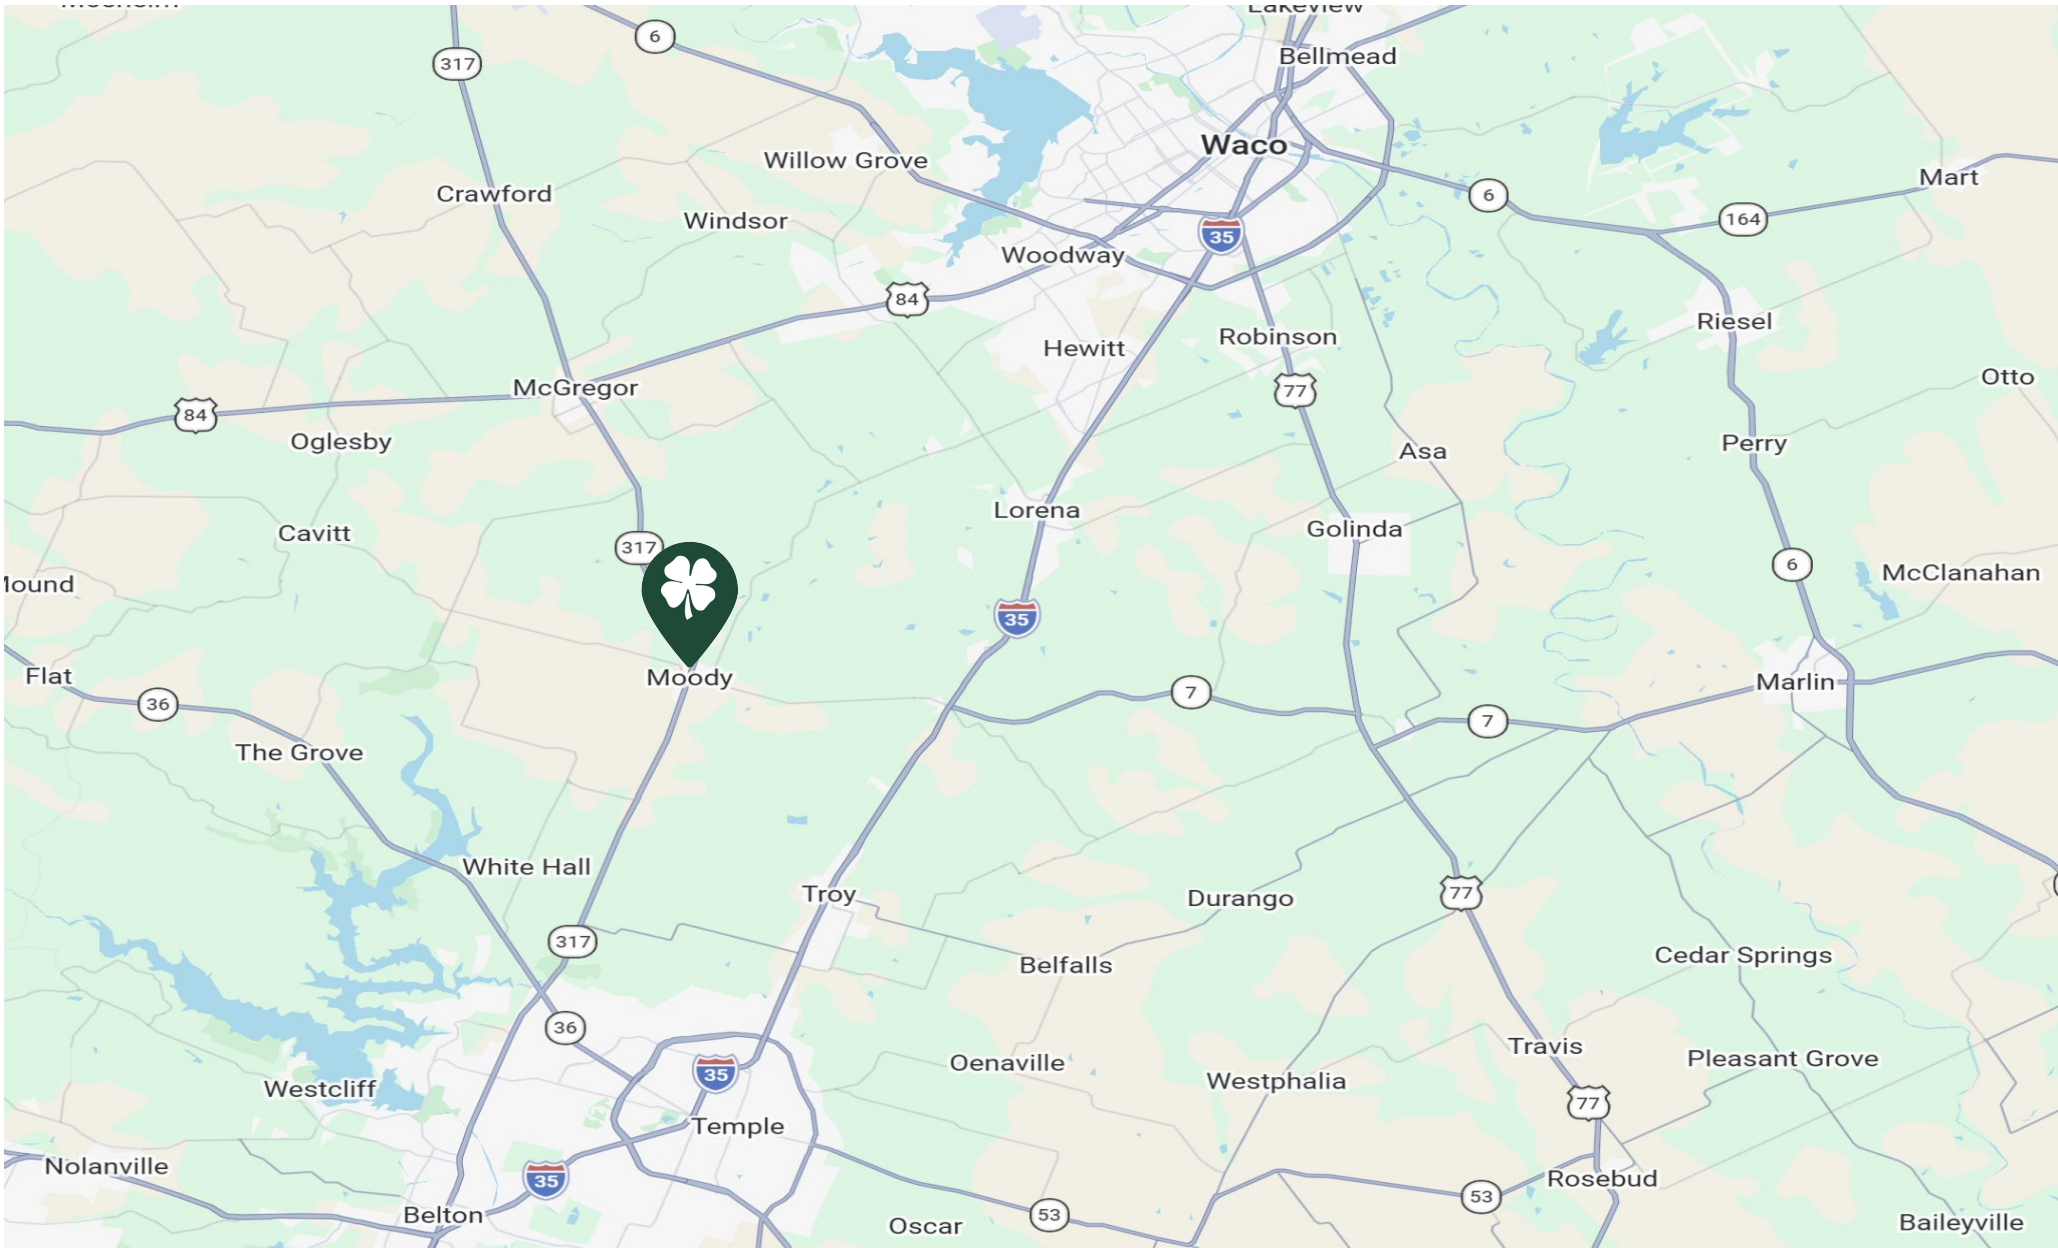 Lakeview
6
317
Bellmead
Waco
Willow Grove
Mart
Crawford
6
Windsor
164
35
Woodway
84
Riesel
Robinson
Hewitt
Otto
McGregor
77
84
Oglesby
Perry
Asa
Lorena
Golinda
Cavitt
317
6
McClanahan
Mound
35
Flat
Moody
Marlin
7
36
7
The Grove
White Hall
Troy
77
Durango
317
Cedar Springs
Belfalls
36
Travis
Pleasant Grove
Oenaville
35
Westphalia
Westcliff
77
Temple
Nolanville
35
Rosebud
53
Belton
53
Baileyville
Oscar